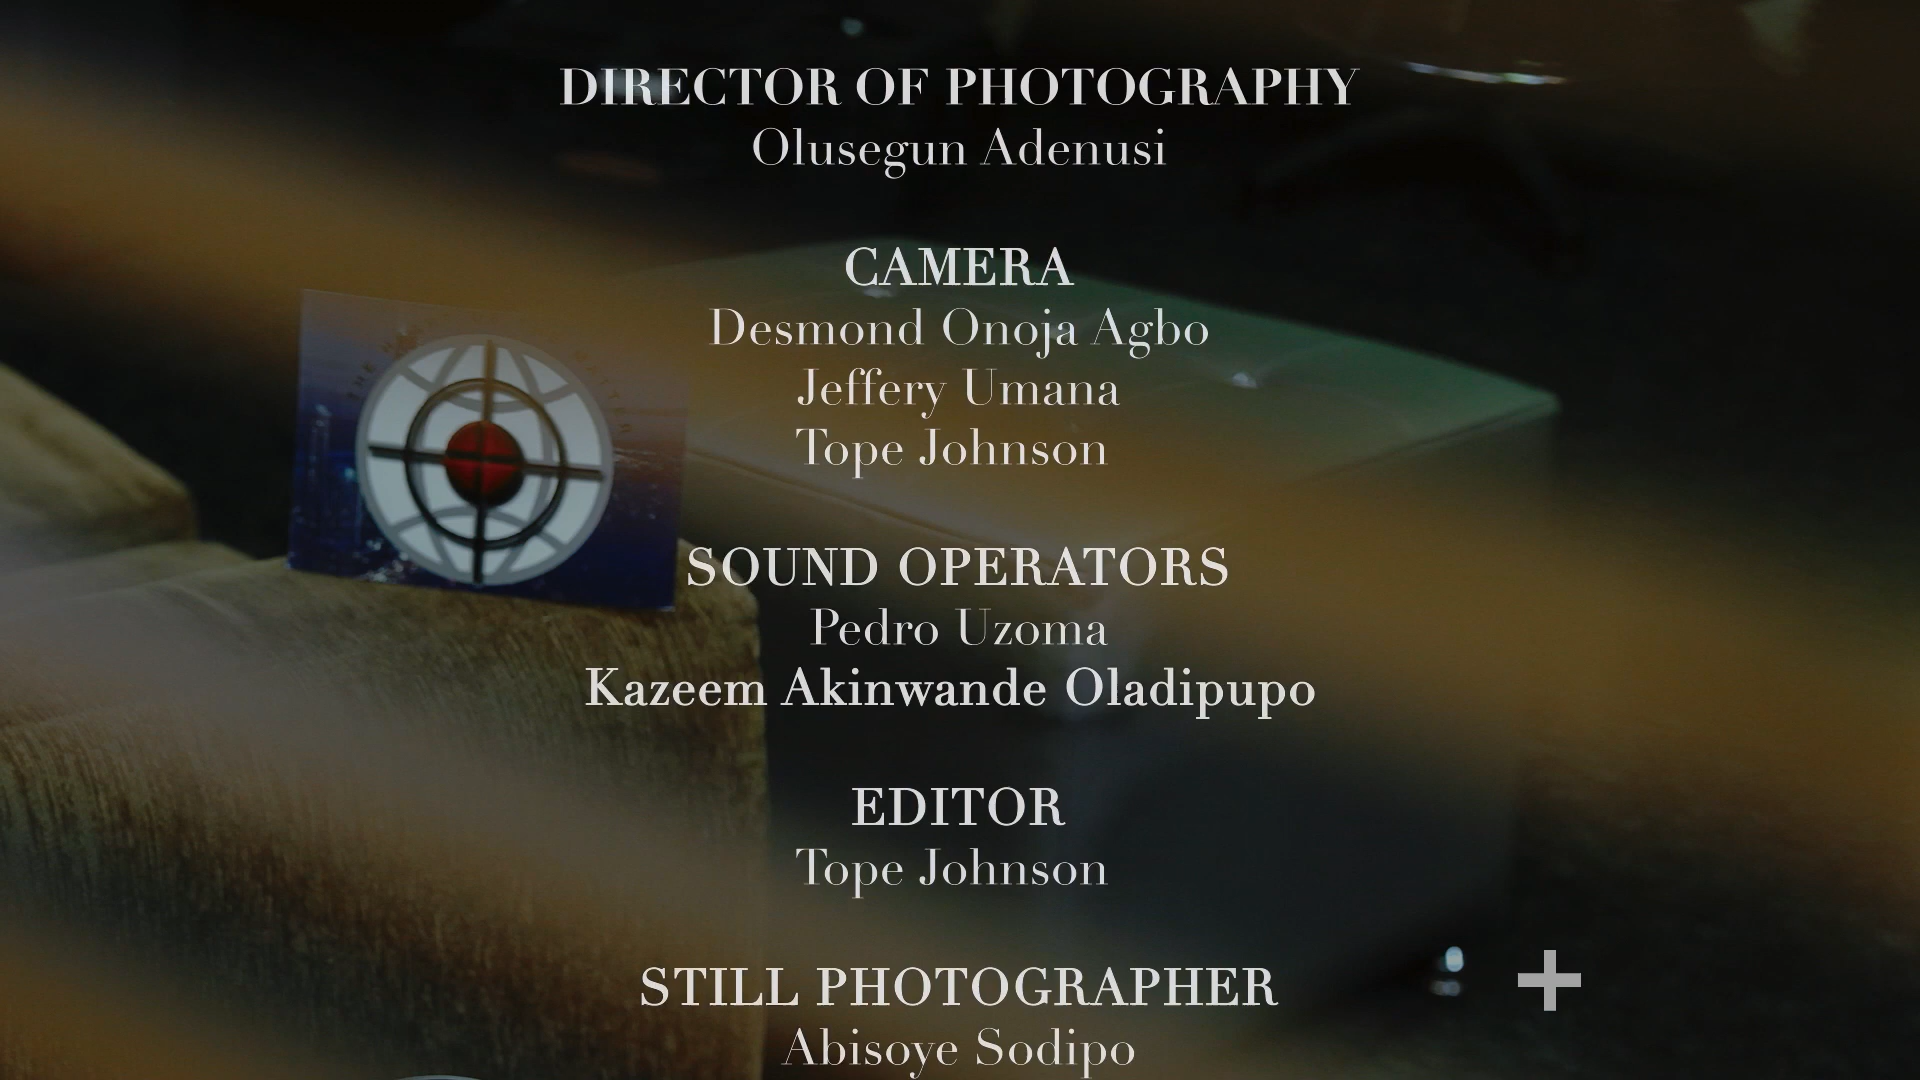 DIRECTOR OF PHOTOGRAPHY
Olusegun Adenusi
CAMERA
Desmond Onoja Agbo
Jeffery Umana
Tope Johnson
SOUND OPERATORS
Pedro Uzoma
Kazeem Akinwande Oladipupo
EDITOR
Tope Johnson
STILL PHOTOGRAPHER
Abisoye Sodipo